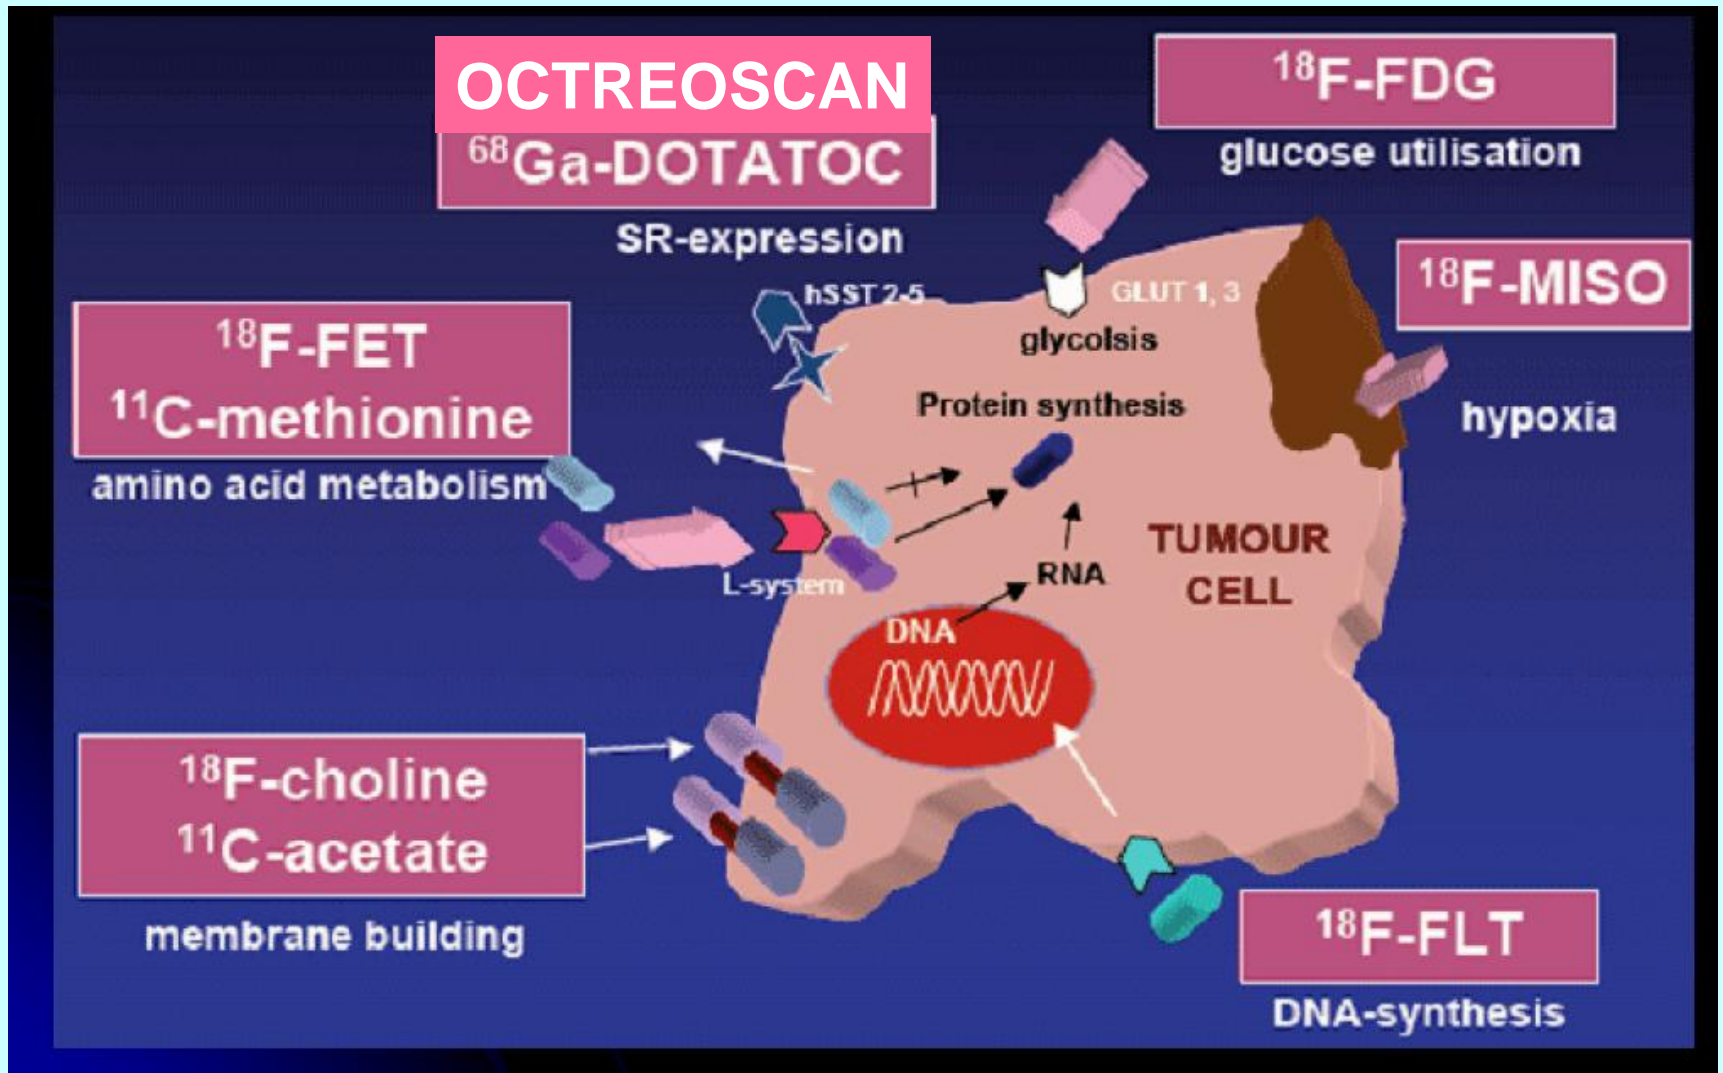 OCTREOSCAN
⁶⁸Ga-DOTATOC
SR-expression
hSST 2-5
¹⁸F-FDG
glucose utilisation
GLUT 1, 3
glycolsis
¹⁸F-MISO
hypoxia
¹⁸F-FET
¹¹C-methionine
amino acid metabolism
L-system
Protein synthesis
RNA
DNA
TUMOUR
CELL
¹⁸F-choline
¹¹C-acetate
membrane building
¹⁸F-FLT
DNA-synthesis